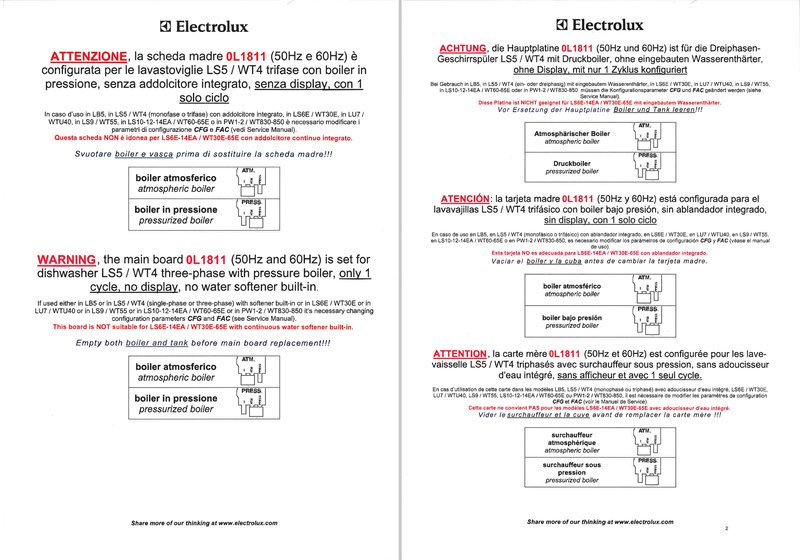 Electrolux
ATTENZIONE, la scheda madre 0L1811 (50Hz e 60Hz) è
configurata per le lavastoviglie LS5 / WT4 trifase con boiler in
pressione, senza addolcitore integrato, senza display, con 1
solo ciclo
In caso d'uso in LB5, in LS5 / WT4 (monofase o trifase) con addolcitore integrato, in LS6E / WT30E, in LU7 /
WTU40, in LS9 / WT55, in LS10-12-14EA / WT60-65E o in PW1-2 / WT830-850 è necessario modificare i
parametri di configurazione CFG e FAC (vedi Service Manual).
Questa scheda NON è idonea per LS6E-14EA / WT30E-65E con addolcitore continuo integrato.
Svuotare boiler e vasca prima di sostituire la scheda madre!!!
boiler atmosferico
atmospheric boiler
ATM.
boiler in pressione
pressurized boiler
PRESS.
WARNING, the main board 0L1811 (50Hz and 60Hz) is set for
dishwasher LS5 / WT4 three-phase with pressure boiler, only 1
cycle, no display, no water softener built-in.
If used either in LB5 or in LS5 / WT4 (single-phase or three-phase) with softener built-in or in LS6E / WT30E or in
LU7 / WTU40 or in LS9 / WT55 or in LS10-12-14EA / WT60-65E or in PW1-2 / WT830-850 it's necessary changing
configuration parameters CFG and FAC (see Service Manual).
This board is NOT suitable for LS6E-14EA / WT30E-65E with continuous water softener built-in.
Empty both boiler and tank before main board replacement!!!
boiler atmosferico
atmospheric boiler
ATM.
boiler in pressione
pressurized boiler
PRESS.
Share more of our thinking at www.electrolux.com
Electrolux
ACHTUNG, die Hauptplatine 0L1811 (50Hz und 60Hz) ist für die Dreiphasen-
Geschirrspüler LS5 / WT4 mit Druckboiler, ohne eingebauten Wasserenthärter,
ohne Display, mit nur 1 Zyklus konfiguriert
Bei Gebrauch in LB5, in LS5 / WT4 (ein- oder dreiphasig) mit eingebautem Wasserenthärter, in LS6E / WT30E, in LU7 / WTU40, in LS9 / WT55,
in LS10-12-14EA / WT60-65E o in PW1-2 / WT830-850 müssen die Konfigurationsparameter CFG und FAC geändert werden (siehe
Service Manual).
Diese Platine ist NICHT geeignet für LS6E-14EA / WT30E-65E mit eingebautem Wasserenthärter.
Vor Ersetzung der Hauptplatine Boiler und Tank leeren!!!
Atmosphärischer Boiler
atmospheric boiler
ATM.
Druckboiler
pressurized boiler
PRESS.
ATENCIÓN: la tarjeta madre 0L1811 (50Hz y 60Hz) está configurada para el
lavavajillas LS5 / WT4 trifásico con boiler bajo presión, sin ablandador integrado,
sin display, con 1 solo ciclo
En caso de uso en LB5, en LS5 / WT4 (monofásico o trifásico) con ablandador integrado, en LS6E / WT30E, en LU7 / WTU40, en LS9 / WT55,
en LS10-12-14EA / WT60-65E o en PW1-2 / WT830-850, es necesario modificar los parámetros de configuración CFG y FAC (véase el manual
de uso).
Esta tarjeta NO es adecuada para LS6E-14EA / WT30E-65E con ablandador integrado.
Vaciar el boiler y la cuba antes de cambiar la tarjeta madre.
boiler atmosférico
atmospheric boiler
ATM.
boiler bajo presión
pressurized boiler
PRESS.
ATTENTION, la carte mère 0L1811 (50Hz et 60Hz) est configurée pour les lave-
vaisselle LS5 / WT4 triphasés avec surchauffeur sous pression, sans adoucisseur
d'eau intégré, sans afficheur et avec 1 seul cycle.
En cas d'utilisation de cette carte dans les modèles LB5, LS5 / WT4 (monophasé ou triphasé) avec adoucisseur d'eau intégré, LS6E / WT30E,
LU7 / WTU40, LS9 / WT55, LS10-12-14EA / WT60-65E ou PW1-2 / WT830-850, il est nécessaire de modifier les paramètres de configuration
CFG et FAC (voir le Manuel de Service)
Cette carte ne convient PAS pour les modèles LS6E-14EA / WT30E-65E avec adoucisseur d'eau intégré.
Vider le surchauffeur et la cuve avant de remplacer la carte mère !!!
surchauffeur
atmosphérique
atmospheric boiler
ATM.
surchauffeur sous
pression
pressurized boiler
PRESS.
Share more of our thinking at www.electrolux.com
2